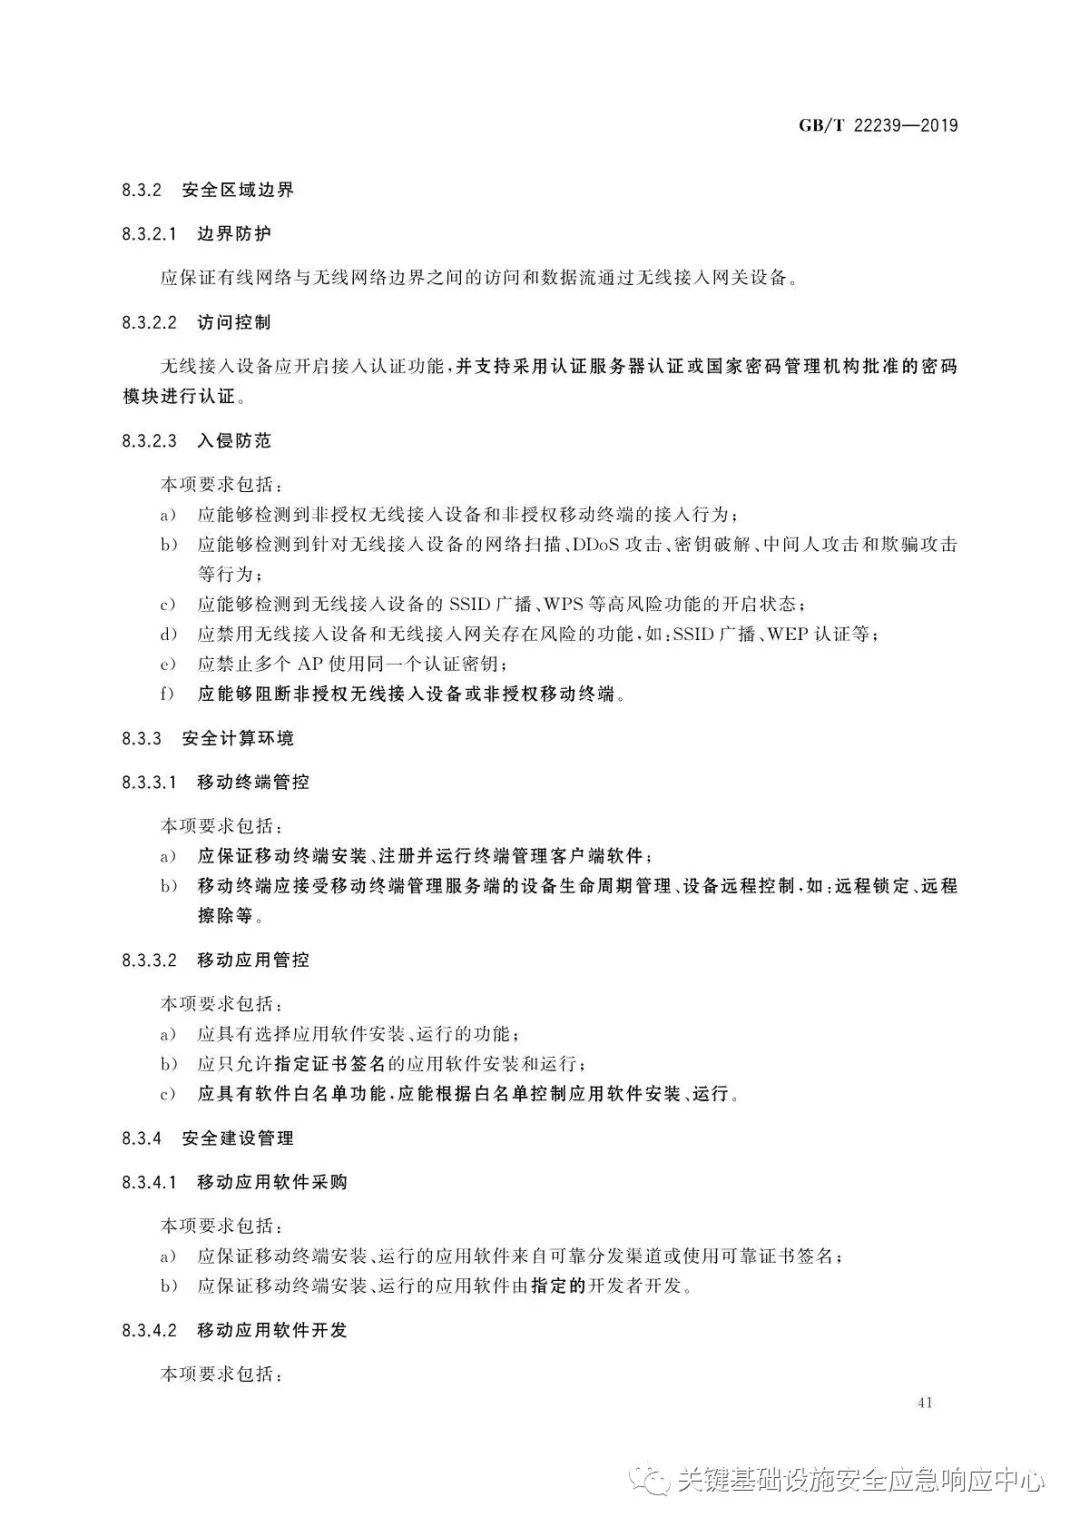 GB/T 22239—2019
8.3.2 安全区域边界
8.3.2.1 边界防护
应保证有线网络与无线网络边界之间的访问和数据流通过无线接入网关设备。
8.3.2.2 访问控制
无线接入设备应开启接入认证功能,并支持采用认证服务器认证或国家密码管理机构批准的密码
模块进行认证。
8.3.2.3 入侵防范
本项要求包括:
a) 应能够检测到非授权无线接入设备和非授权移动终端的接入行为;
b) 应能够检测到针对无线接入设备的网络扫描、DDoS 攻击、密钥破解、中间人攻击和欺骗攻击
等行为;
c) 应能够检测到无线接入设备的 SSID 广播、WPS 等高风险功能的开启状态;
d) 应禁用无线接入设备和无线接入网关存在风险的功能,如:SSID 广播、WEP 认证等;
e) 应禁止多个 AP 使用同一个认证密钥;
f) 应能够阻断非授权无线接入设备或非授权移动终端。
8.3.3 安全计算环境
8.3.3.1 移动终端管控
本项要求包括:
a) 应保证移动终端安装、注册并运行终端管理客户端软件;
b) 移动终端应接受移动终端管理服务端的设备生命周期管理、设备远程控制,如:远程锁定、远程
擦除等。
8.3.3.2 移动应用管控
本项要求包括:
a) 应具有选择应用软件安装、运行的功能;
b) 应只允许指定证书签名的应用软件安装和运行;
c) 应具有软件白名单功能,应能根据白名单控制应用软件安装、运行。
8.3.4 安全建设管理
8.3.4.1 移动应用软件采购
本项要求包括:
a) 应保证移动终端安装、运行的应用软件来自可靠分发渠道或使用可靠证书签名;
b) 应保证移动终端安装、运行的应用软件由指定的开发者开发。
8.3.4.2 移动应用软件开发
本项要求包括:
41
关键基础设施安全应急响应中心